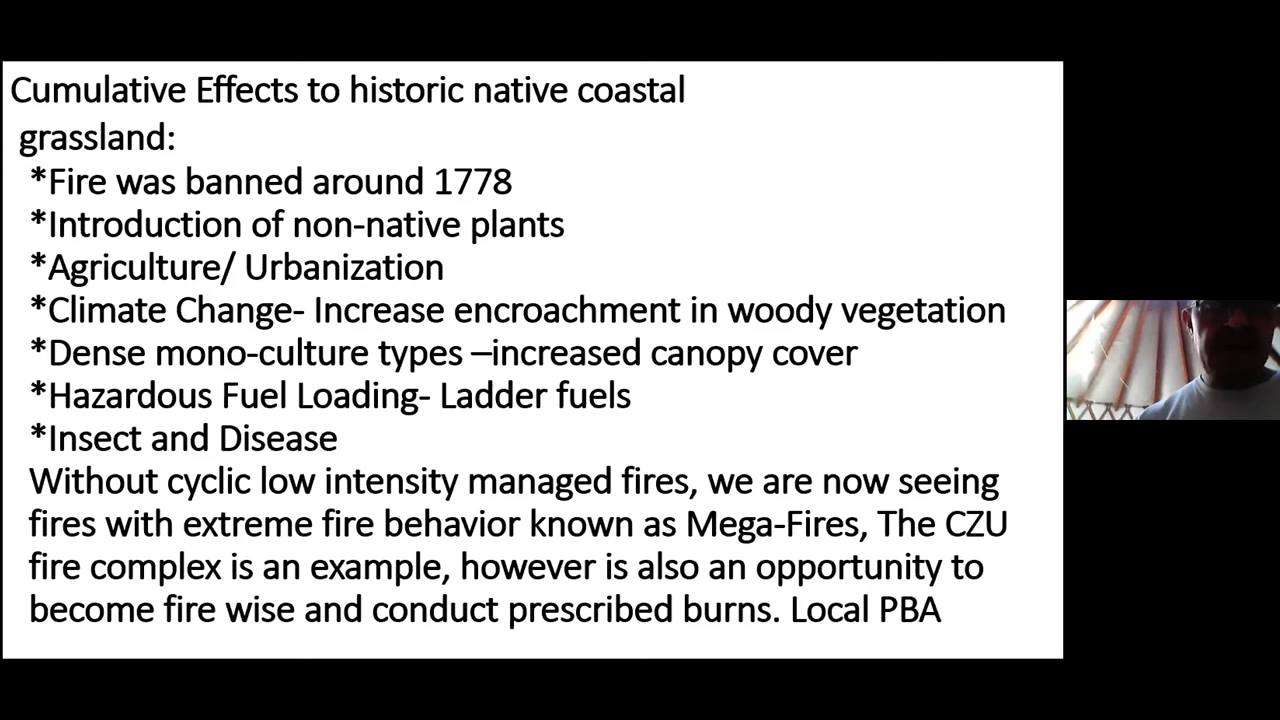 Cumulative Effects to historic native coastal
grassland:
*Fire was banned around 1778
*Introduction of non-native plants
*Agriculture/ Urbanization
*Climate Change- Increase encroachment in woody vegetation
*Dense mono-culture types –increased canopy cover
*Hazardous Fuel Loading- Ladder fuels
*Insect and Disease
Without cyclic low intensity managed fires, we are now seeing
fires with extreme fire behavior known as Mega-Fires, The CZU
fire complex is an example, however is also an opportunity to
become fire wise and conduct prescribed burns. Local PBA